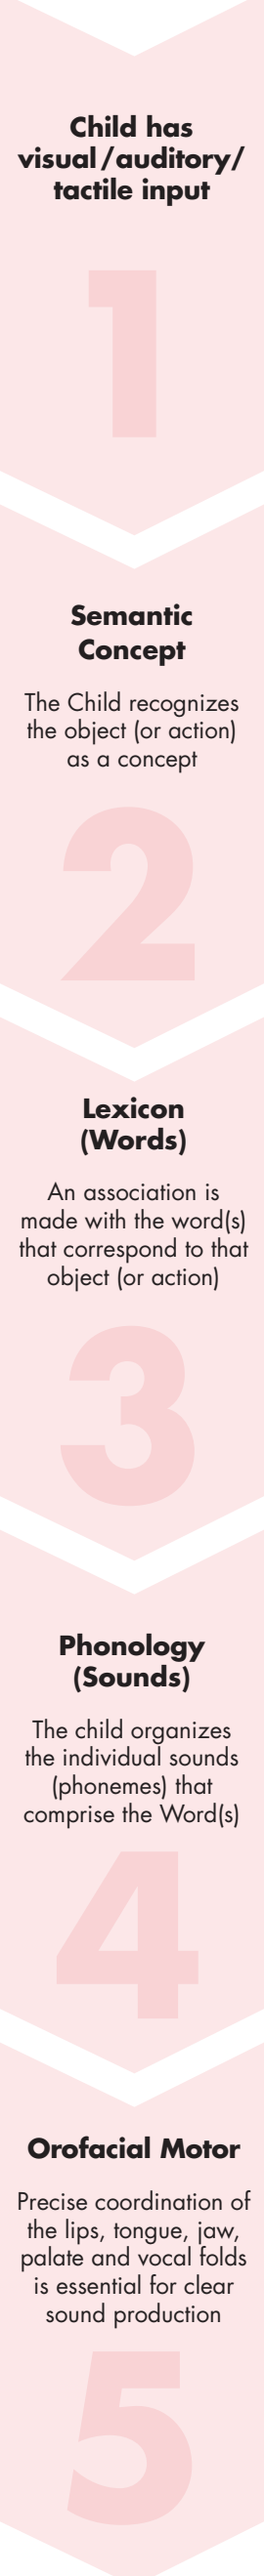 Child has
visual/auditory/
tactile input
1
Semantic
Concept
The Child recognizes
the object (or action)
as a concept
2
Lexicon
(Words)
An association is
made with the word(s)
that correspond to that
object (or action)
3
Phonology
(Sounds)
The child organizes
the individual sounds
(phonemes) that
comprise the Word(s)
4
Orofacial Motor
Precise coordination of
the lips, tongue, jaw,
palate and vocal folds
is essential for clear
sound production
5